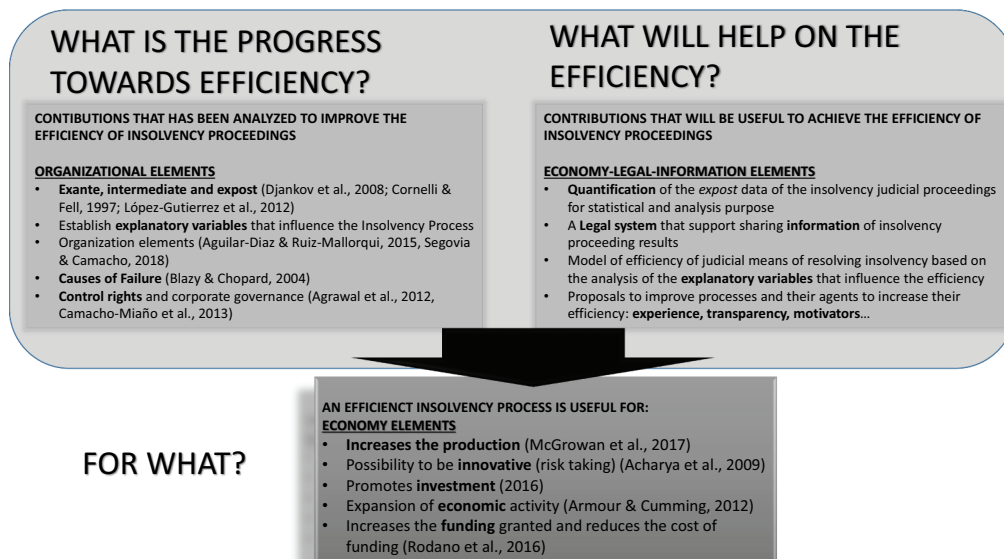 WHAT IS THE PROGRESS
TOWARDS EFFICIENCY?
CONTIBUTIONS THAT HAS BEEN ANALYZED TO IMPROVE THE
EFFICIENCY OF INSOLVENCY PROCEEDINGS
ORGANIZATIONAL ELEMENTS
• Exante, intermediate and expost (Djankov et al., 2008; Cornelli &
Fell, 1997; López-Gutierrez et al., 2012)
• Establish explanatory variables that influence the Insolvency Process
• Organization elements (Aguilar-Diaz & Ruiz-Mallorqui, 2015, Segovia
& Camacho, 2018)
• Causes of Failure (Blazy & Chopard, 2004)
• Control rights and corporate governance (Agrawal et al., 2012,
Camacho-Miaño et al., 2013)
WHAT WILL HELP ON THE
EFFICIENCY?
CONTRIBUTIONS THAT WILL BE USEFUL TO ACHIEVE THE EFFICIENCY OF
INSOLVENCY PROCEEDINGS
ECONOMY-LEGAL-INFORMATION ELEMENTS
• Quantification of the expost data of the insolvency judicial proceedings
for statistical and analysis purpose
• A Legal system that support sharing information of insolvency
proceeding results
• Model of efficiency of judicial means of resolving insolvency based on
the analysis of the explanatory variables that influence the efficiency
• Proposals to improve processes and their agents to increase their
efficiency: experience, transparency, motivators...
FOR WHAT?
AN EFFICIENCT INSOLVENCY PROCESS IS USEFUL FOR:
ECONOMY ELEMENTS
• Increases the production (McGrowan et al., 2017)
• Possibility to be innovative (risk taking) (Acharya et al., 2009)
• Promotes investment (2016)
• Expansion of economic activity (Armour & Cumming, 2012)
• Increases the funding granted and reduces the cost of
funding (Rodano et al., 2016)